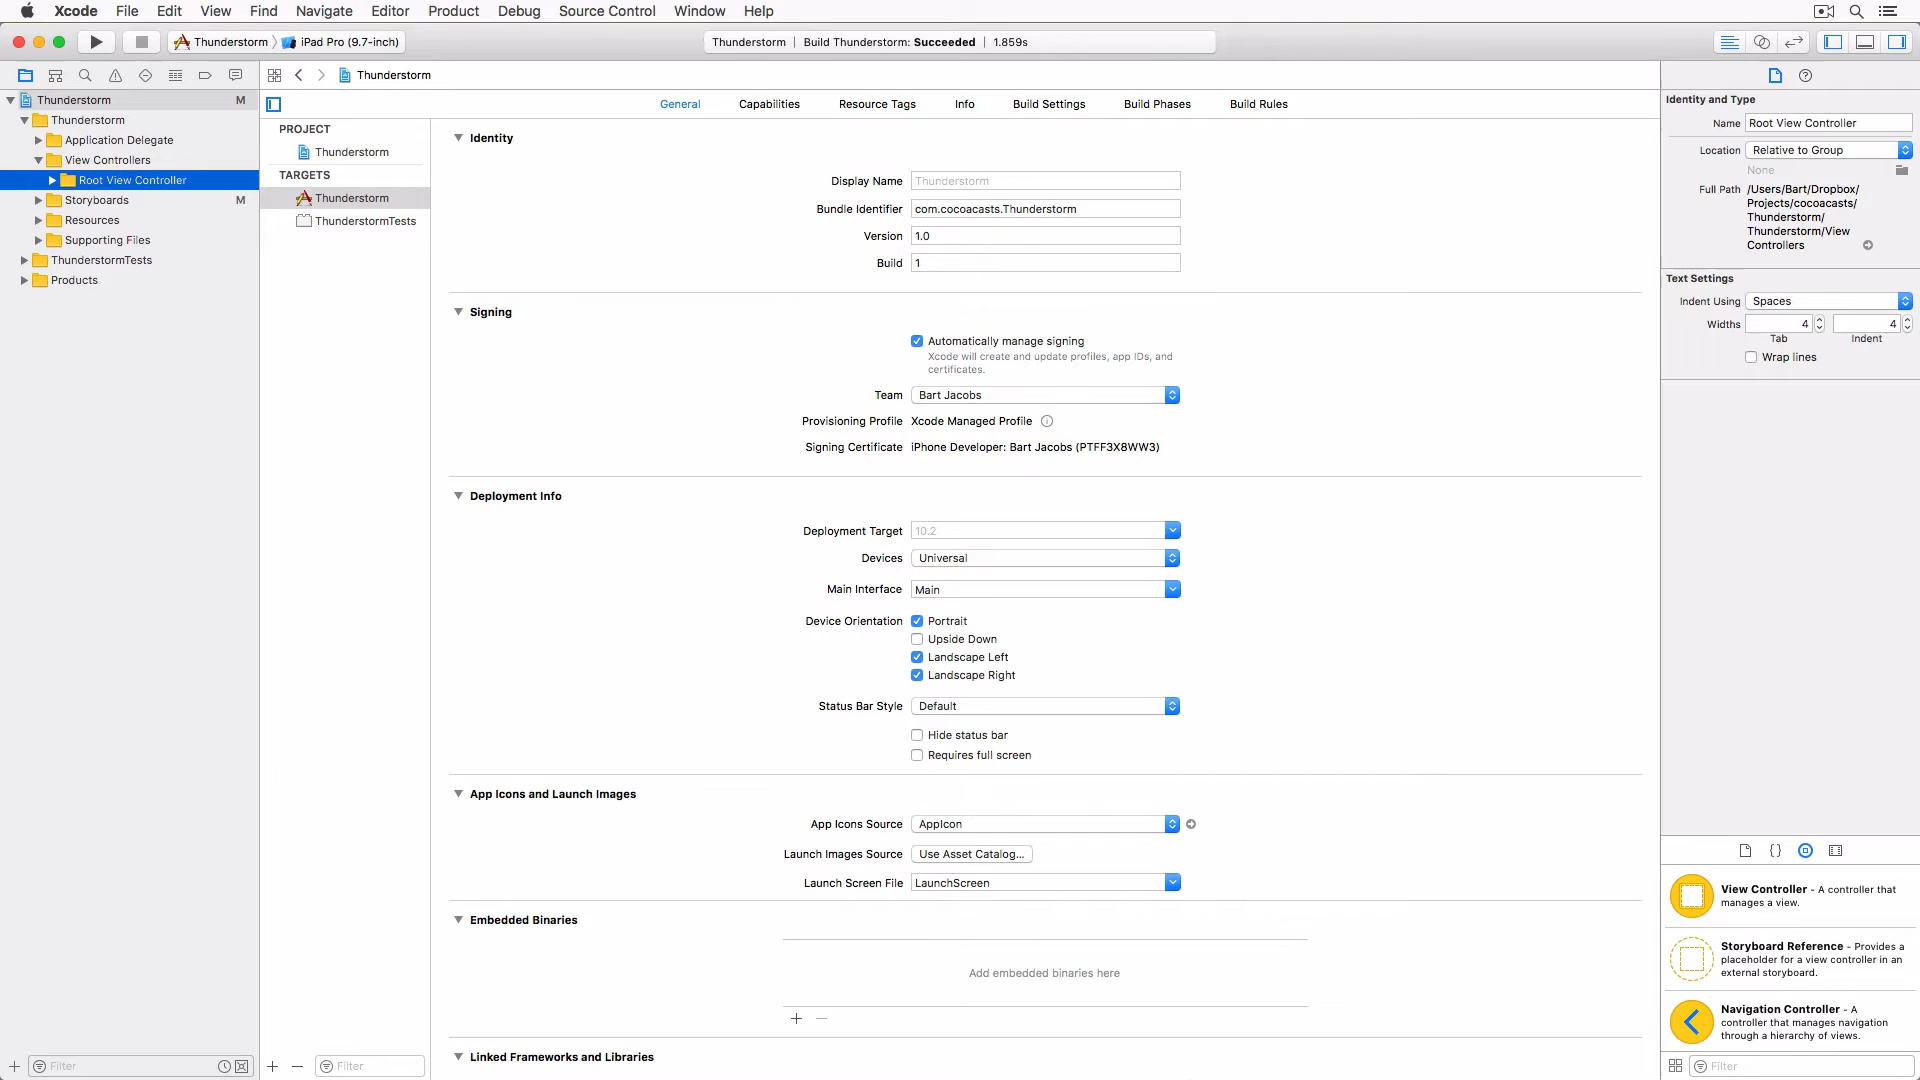 Xcode File Edit View Find Navigate Editor Product Debug Source Control Window Help
Thunderstorm iPad Pro (9.7-inch) Thunderstorm | Build Thunderstorm: Succeeded | 1.859s
Thunderstorm
Thunderstorm M
Thunderstorm
Application Delegate
View Controllers
Root View Controller
Storyboards M
Resources
Supporting Files
ThunderstormTests
Products
Filter
General Capabilities Resource Tags Info Build Settings Build Phases Build Rules
PROJECT
Thunderstorm
TARGETS
Thunderstorm
ThunderstormTests
Filter
Identity
Display Name Thunderstorm
Bundle Identifier com.cocoacasts.Thunderstorm
Version 1.0
Build 1
Signing
Automatically manage signing
Xcode will create and update profiles, app IDs, and
certificates.
Team Bart Jacobs
Provisioning Profile Xcode Managed Profile
Signing Certificate iPhone Developer: Bart Jacobs (PTFF3X8WW3)
Deployment Info
Deployment Target 10.2
Devices Universal
Main Interface Main
Device Orientation Portrait
Upside Down
Landscape Left
Landscape Right
Status Bar Style Default
Hide status bar
Requires full screen
App Icons and Launch Images
App Icons Source AppIcon
Launch Images Source Use Asset Catalog...
Launch Screen File LaunchScreen
Embedded Binaries
Add embedded binaries here
Linked Frameworks and Libraries
Identity and Type
Name Root View Controller
Location Relative to Group
None
Full Path /Users/Bart/Dropbox/
Projects/cocoacasts/
Thunderstorm/
Thunderstorm/View
Controllers
Text Settings
Indent Using Spaces
Widths 4 4
Tab Indent
Wrap lines
View Controller - A controller that
manages a view.
Storyboard Reference - Provides a
placeholder for a view controller in an
external storyboard.
Navigation Controller - A
controller that manages navigation
through a hierarchy of views.
Filter